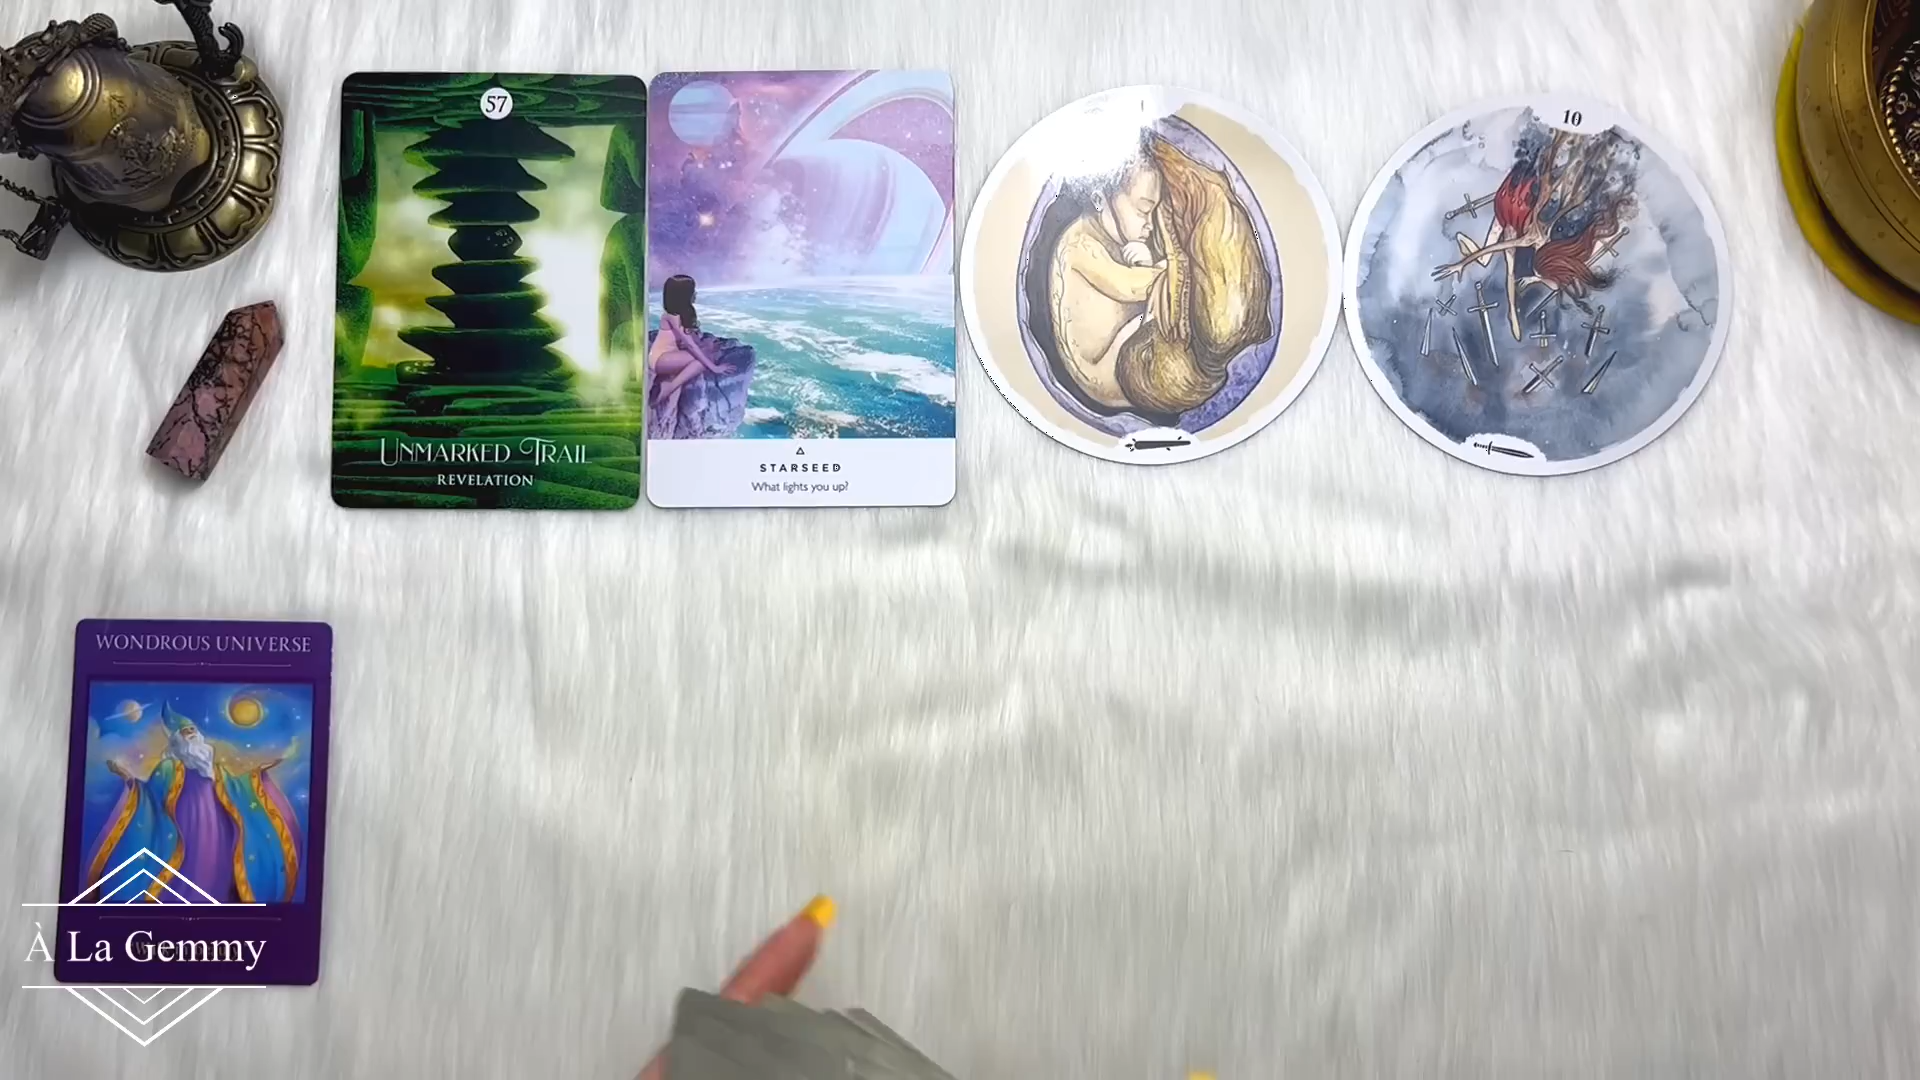 57
UNMARKED TRAIL
REVELATION
STARSEED
What lights you up?
10
WONDROUS UNIVERSE
À La Gemmy